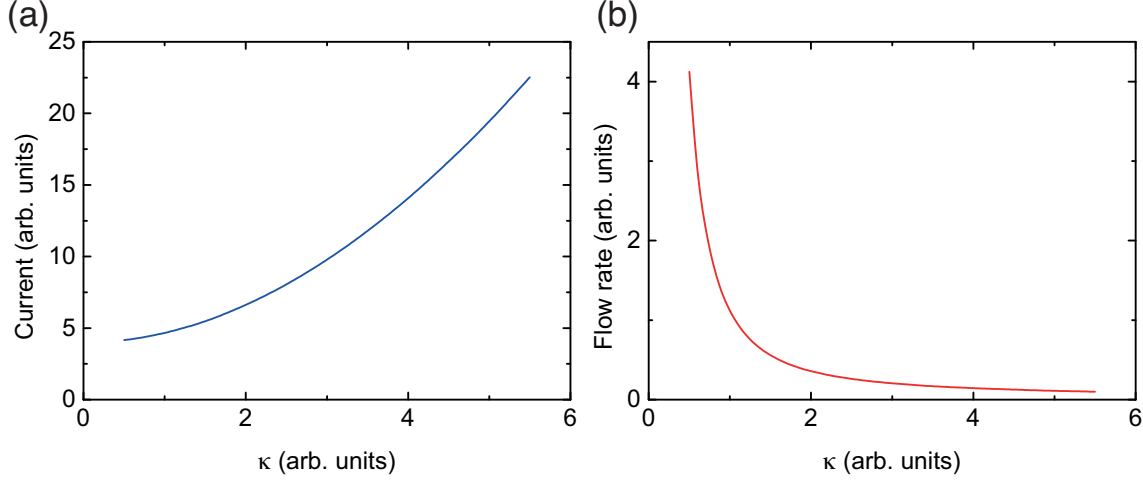 (a)
25
20
15
10
5
0
Current (arb. units)
0 2 4 6
κ (arb. units)
(b)
4
2
0
Flow rate (arb. units)
0 2 4 6
κ (arb. units)